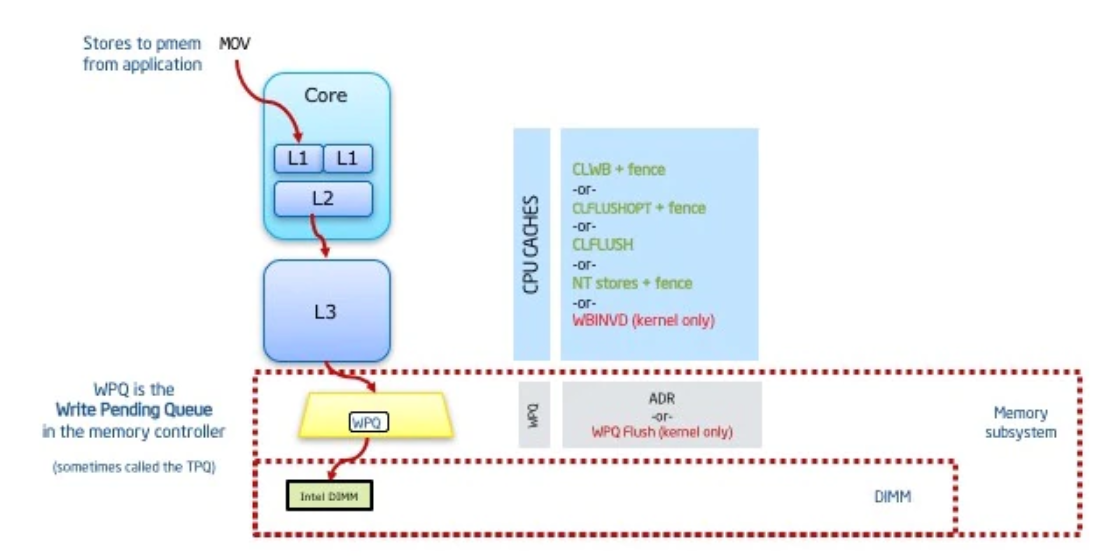 Stores to pmem
from application
MOV
Core
L1
L1
L2
L3
CPU CACHES
CLWB + fence
-or-
CLFLUSHOPT + fence
-or-
CLFLUSH
-or-
NT stores + fence
-or-
WBINVD (kernel only)
WPQ is the
Write Pending Queue
in the memory controller
(sometimes called the TPQ)
WPQ
WPQ
ADR
-or-
WPQ Flush (kernel only)
Memory
subsystem
Intel DIMM
DIMM